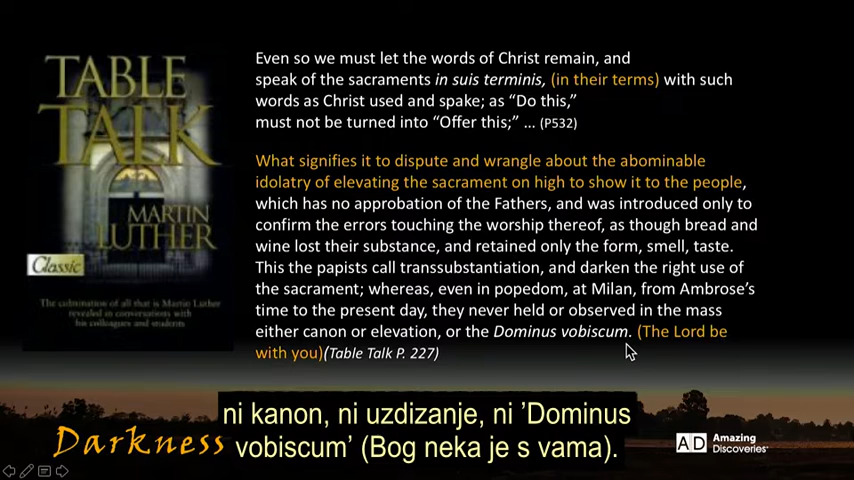 TABLE
TALK
MARTIN
LUTHER
Classic
The culmination of all that is Martin Luther
revealed in conversations with
his colleagues and students
Even so we must let the words of Christ remain, and
speak of the sacraments in suis terminis, (in their terms) with such
words as Christ used and spake; as “Do this,”
must not be turned into “Offer this;” ... (P532)
What signifies it to dispute and wrangle about the abominable
idolatry of elevating the sacrament on high to show it to the people,
which has no approbation of the Fathers, and was introduced only to
confirm the errors touching the worship thereof, as though bread and
wine lost their substance, and retained only the form, smell, taste.
This the papists call transsubstantiation, and darken the right use of
the sacrament; whereas, even in popedom, at Milan, from Ambrose’s
time to the present day, they never held or observed in the mass
either canon or elevation, or the Dominus vobiscum. (The Lord be
with you)(Table Talk P. 227)
ni kanon, ni uzdizanje, ni ’Dominus
vobiscum’ (Bog neka je s vama).
Darkness
AD Amazing
Discoveries